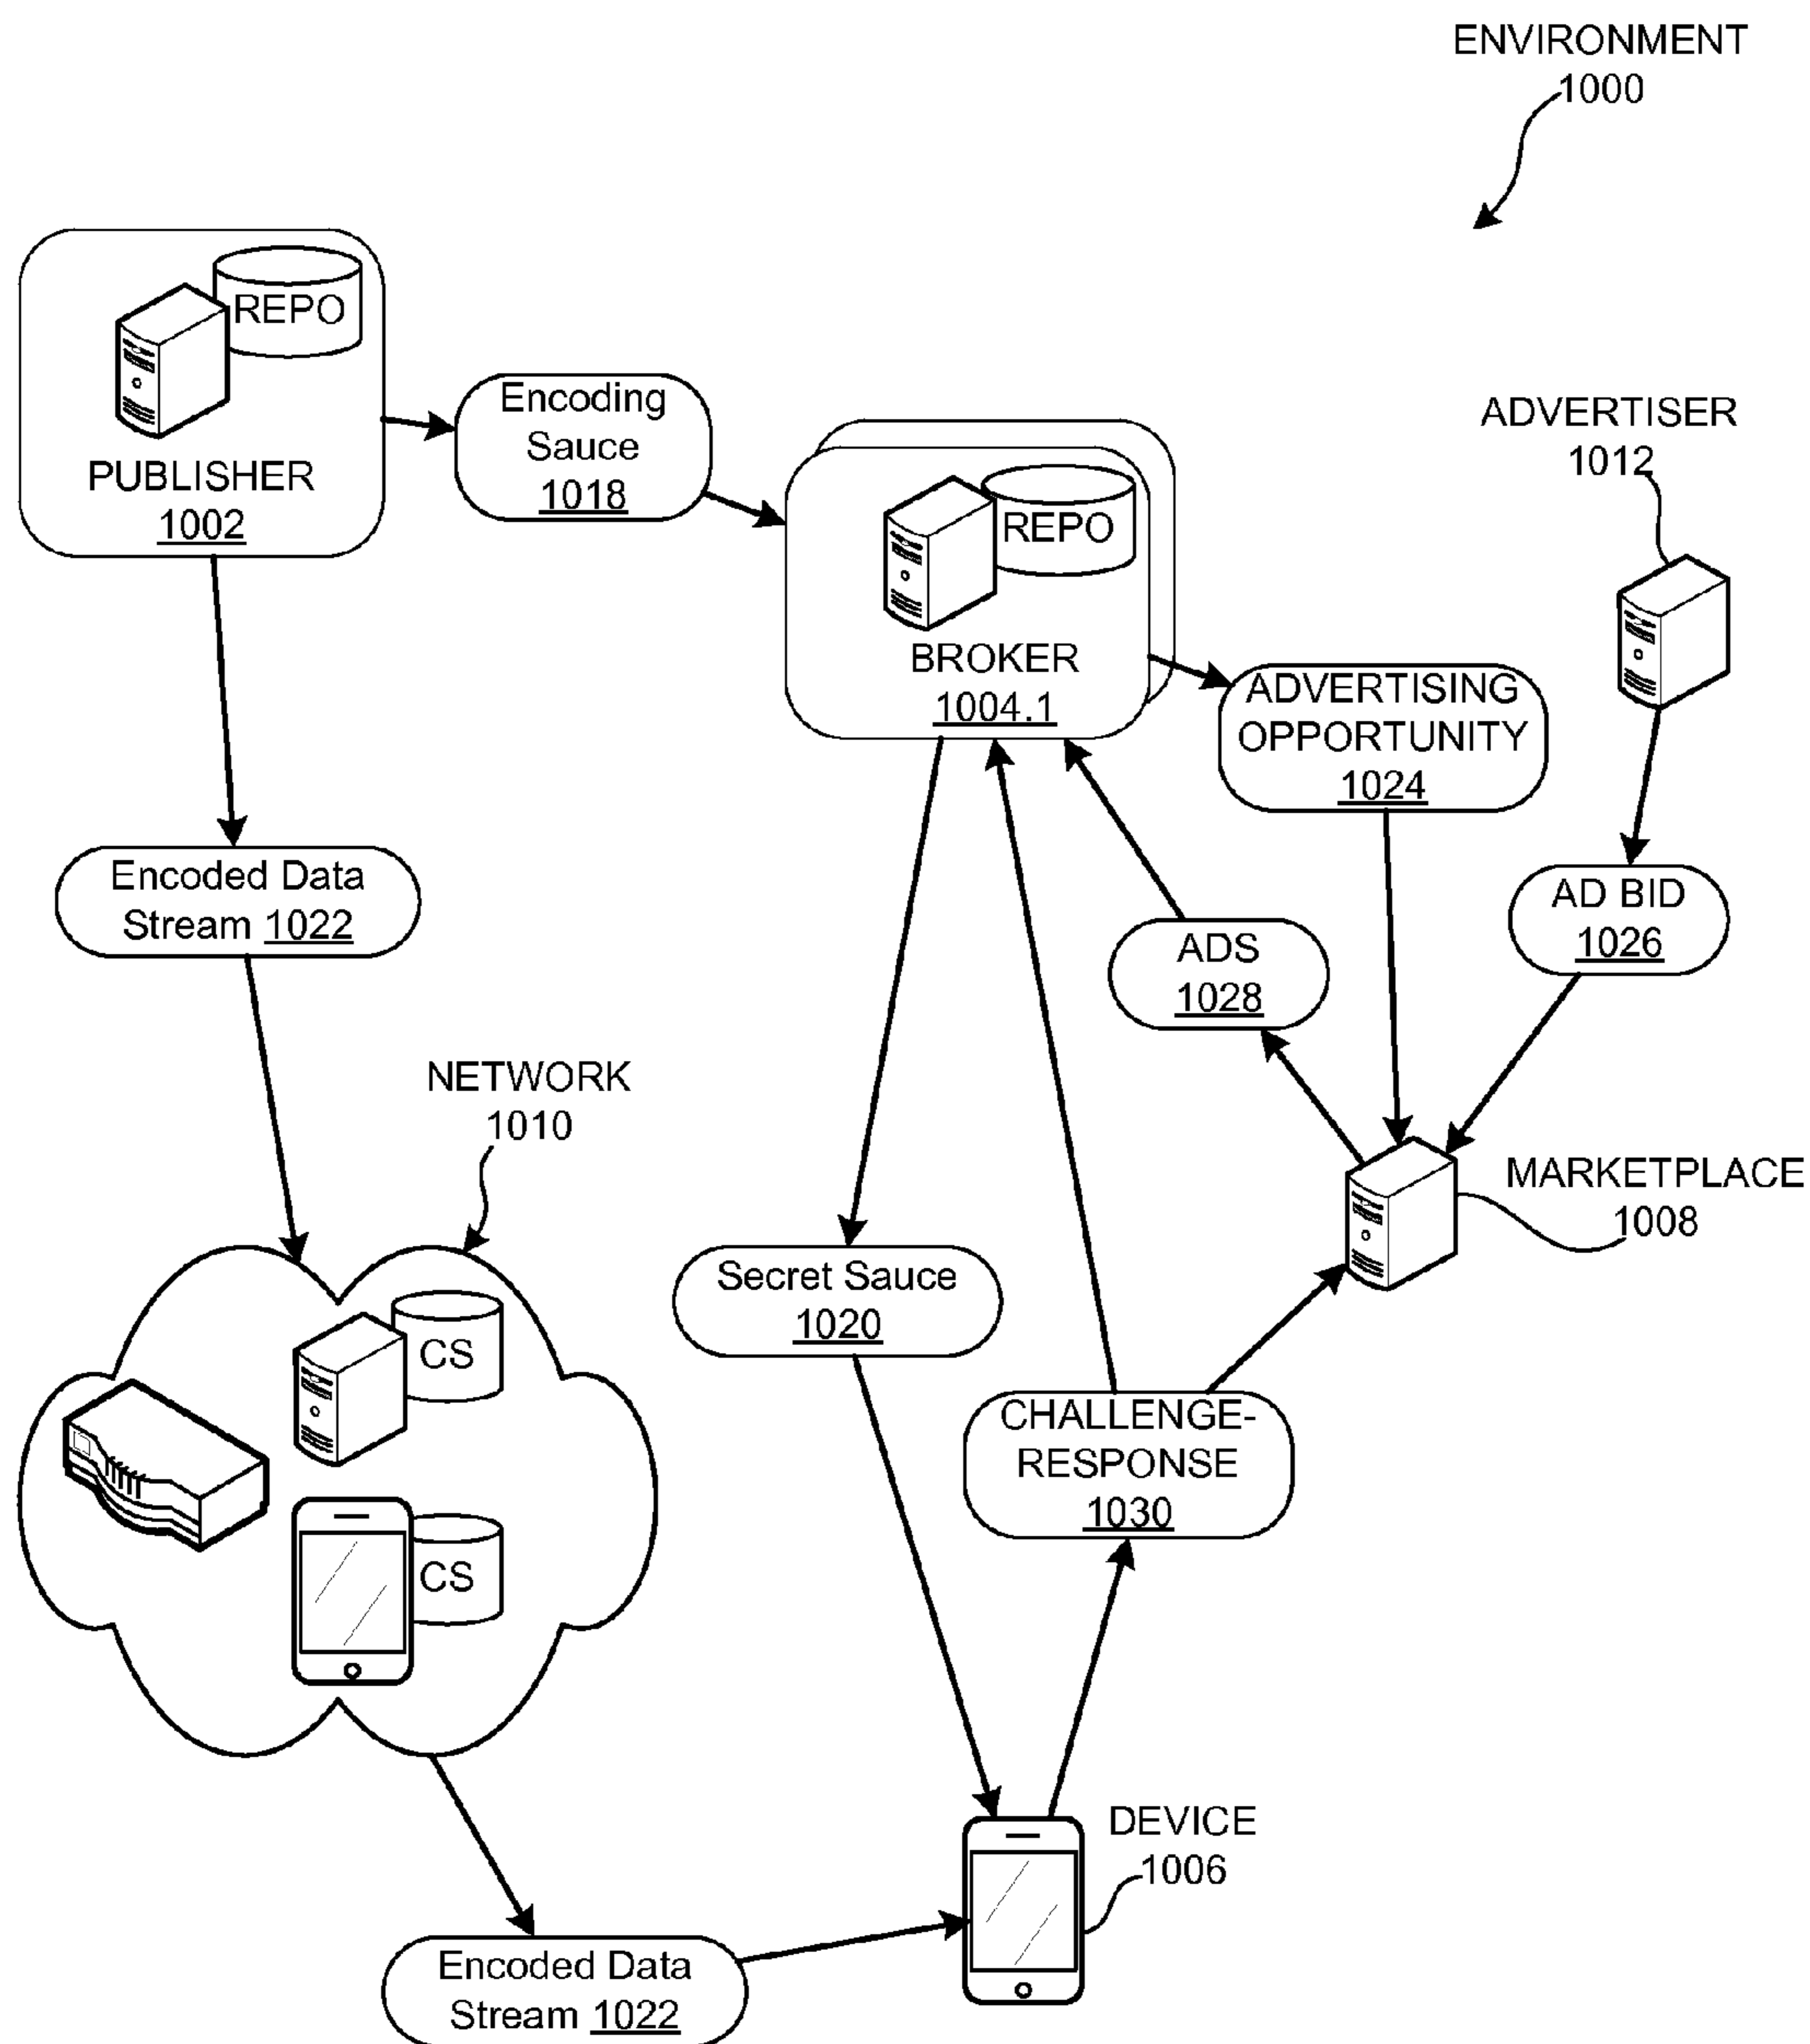 ENVIRONMENT
1000
REPO
PUBLISHER
1002
Encoding
Sauce
1018
REPO
BROKER
1004.1
ADVERTISER
1012
ADVERTISING
OPPORTUNITY
1024
Encoded Data
Stream 1022
AD BID
1026
ADS
1028
NETWORK
1010
MARKETPLACE
1008
Secret Sauce
1020
CS
CS
CHALLENGE-
RESPONSE
1030
DEVICE
1006
Encoded Data
Stream 1022